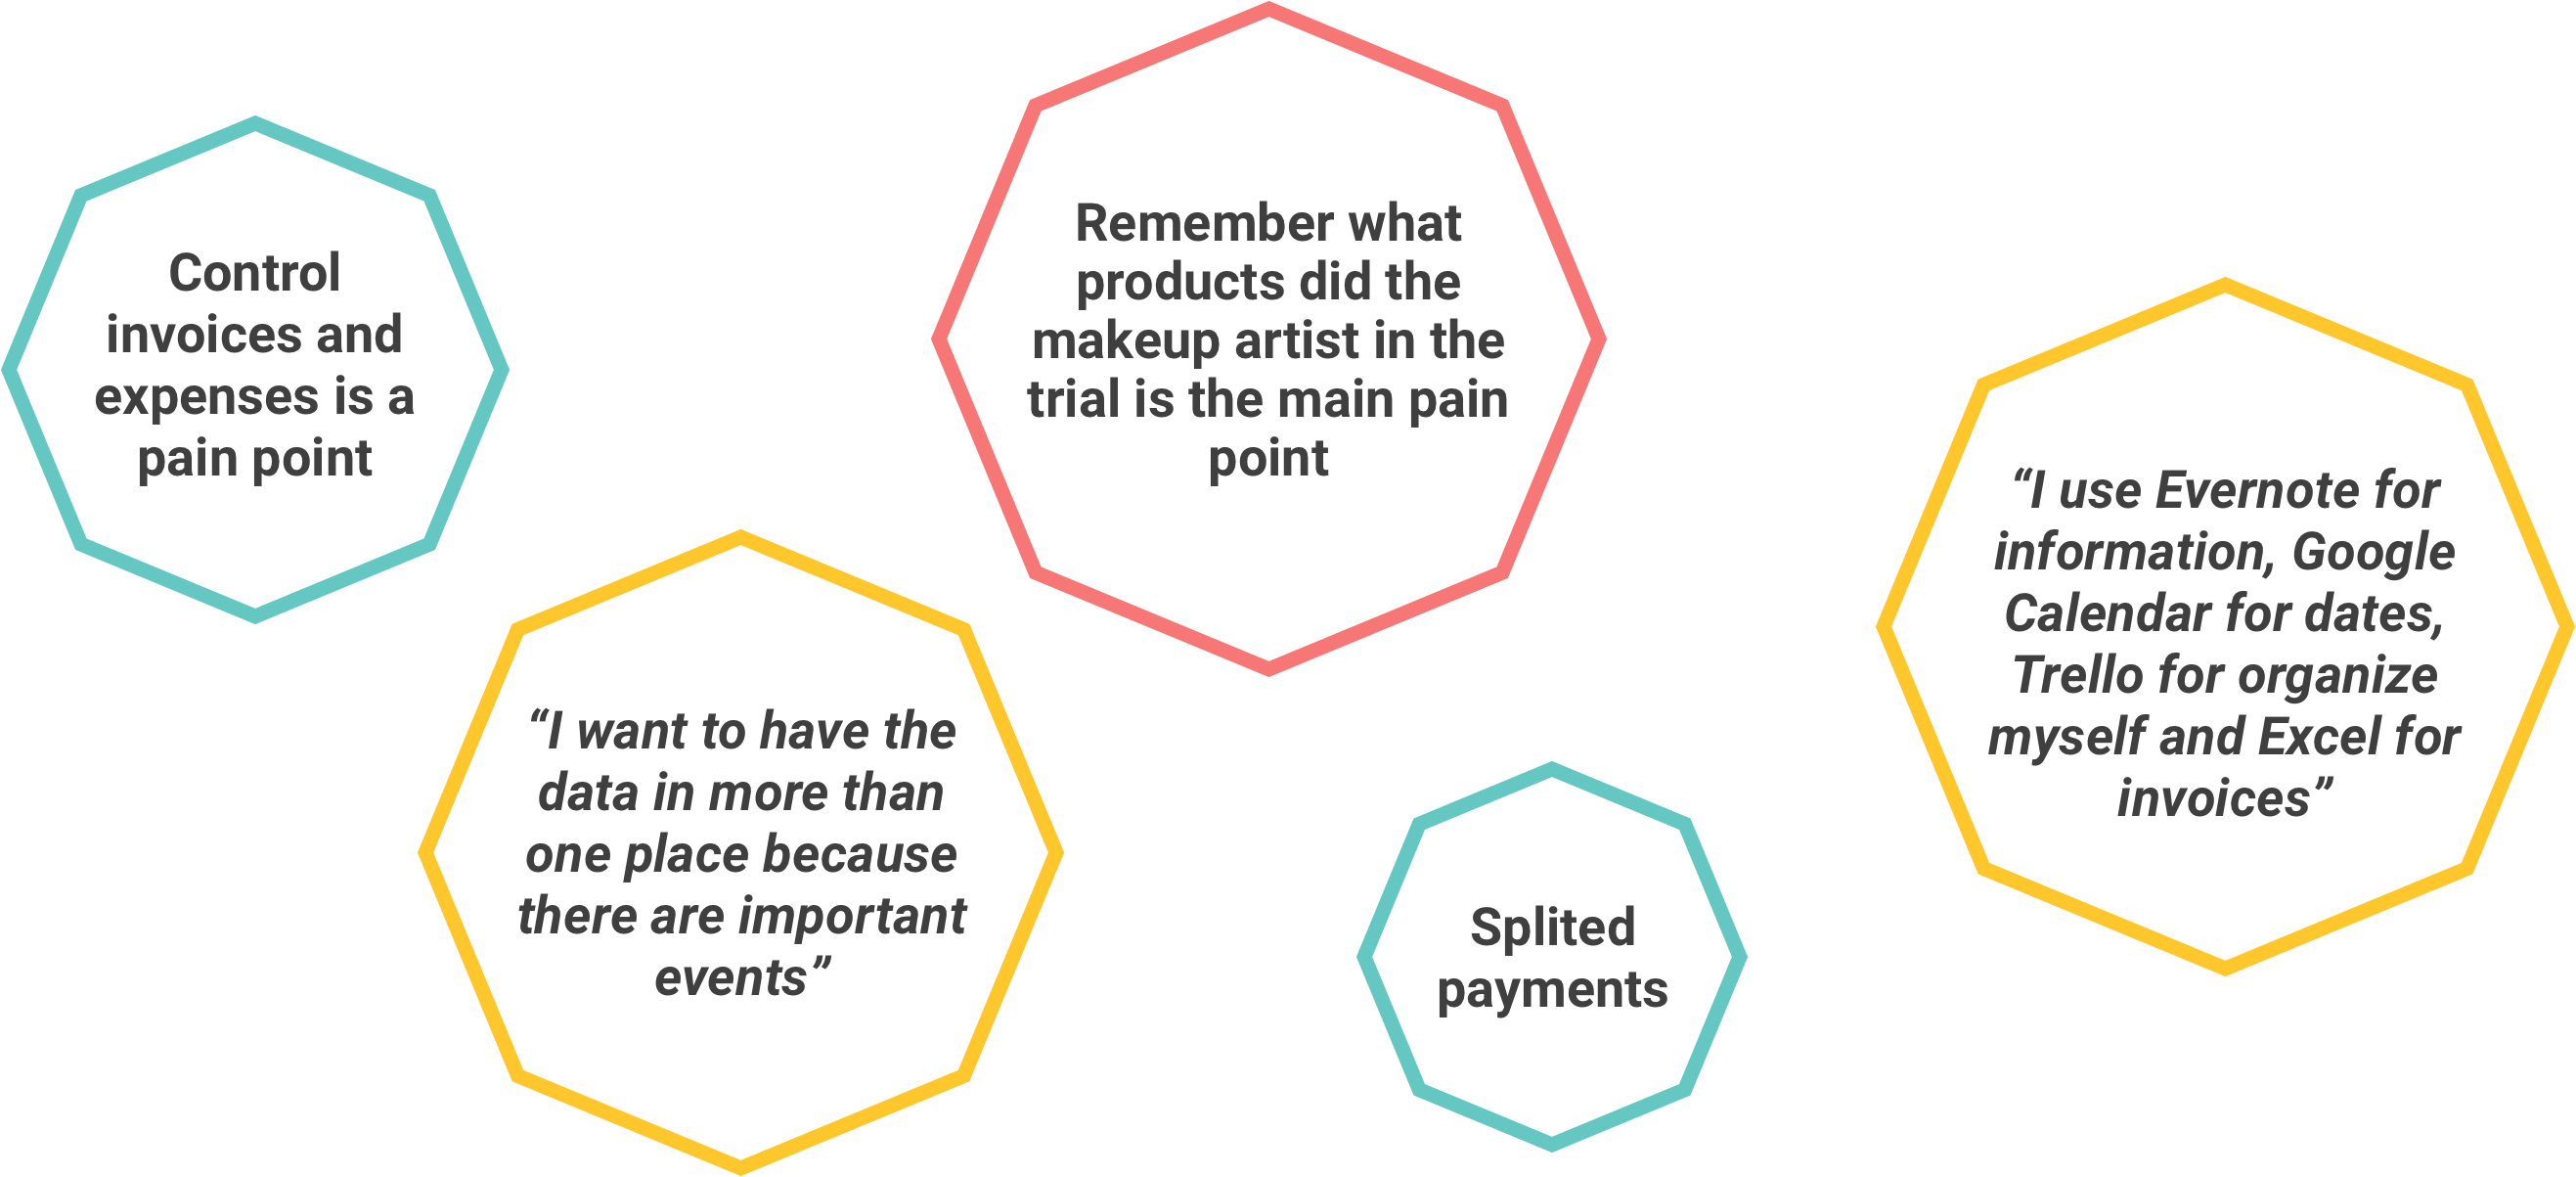 Control
invoices and
expenses is a
pain point
Remember what
products did the
makeup artist in the
trial is the main pain
point
“I want to have the
data in more than
one place because
there are important
events”
Splited
payments
“I use Evernote for
information, Google
Calendar for dates,
Trello for organize
myself and Excel for
invoices”